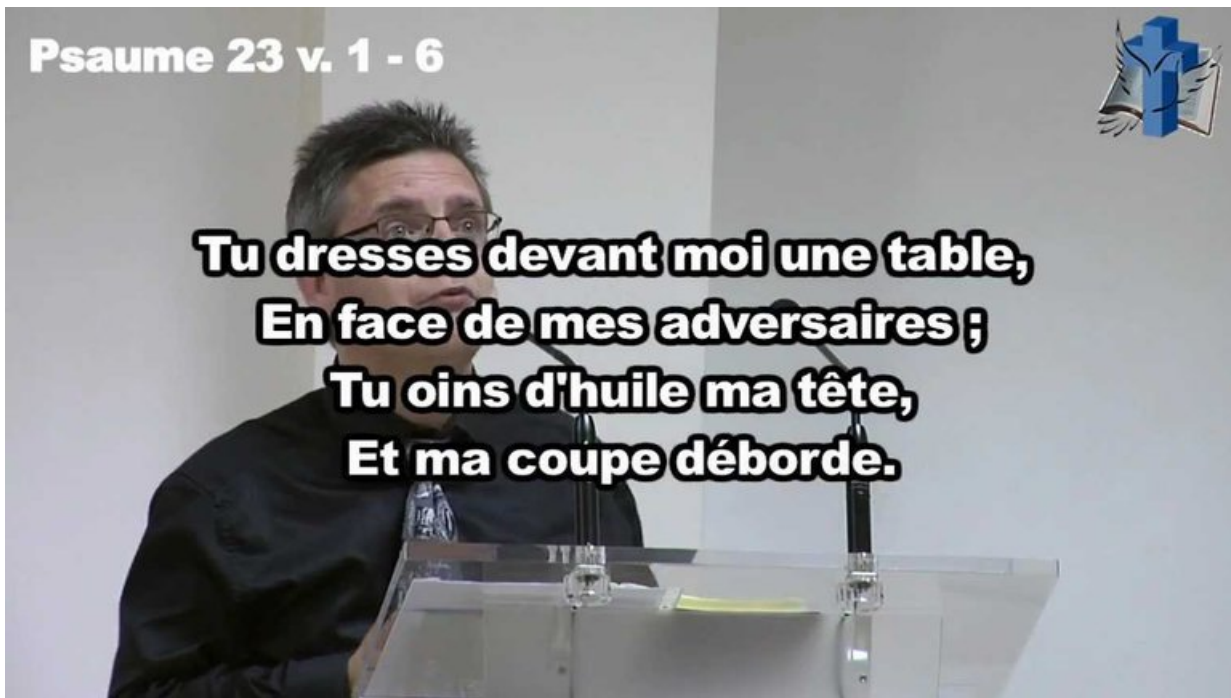 Psaume 23 v. 1 - 6
Tu dresses devant moi une table,
En face de mes adversaires ;
Tu oins d'huile ma tête,
Et ma coupe déborde.